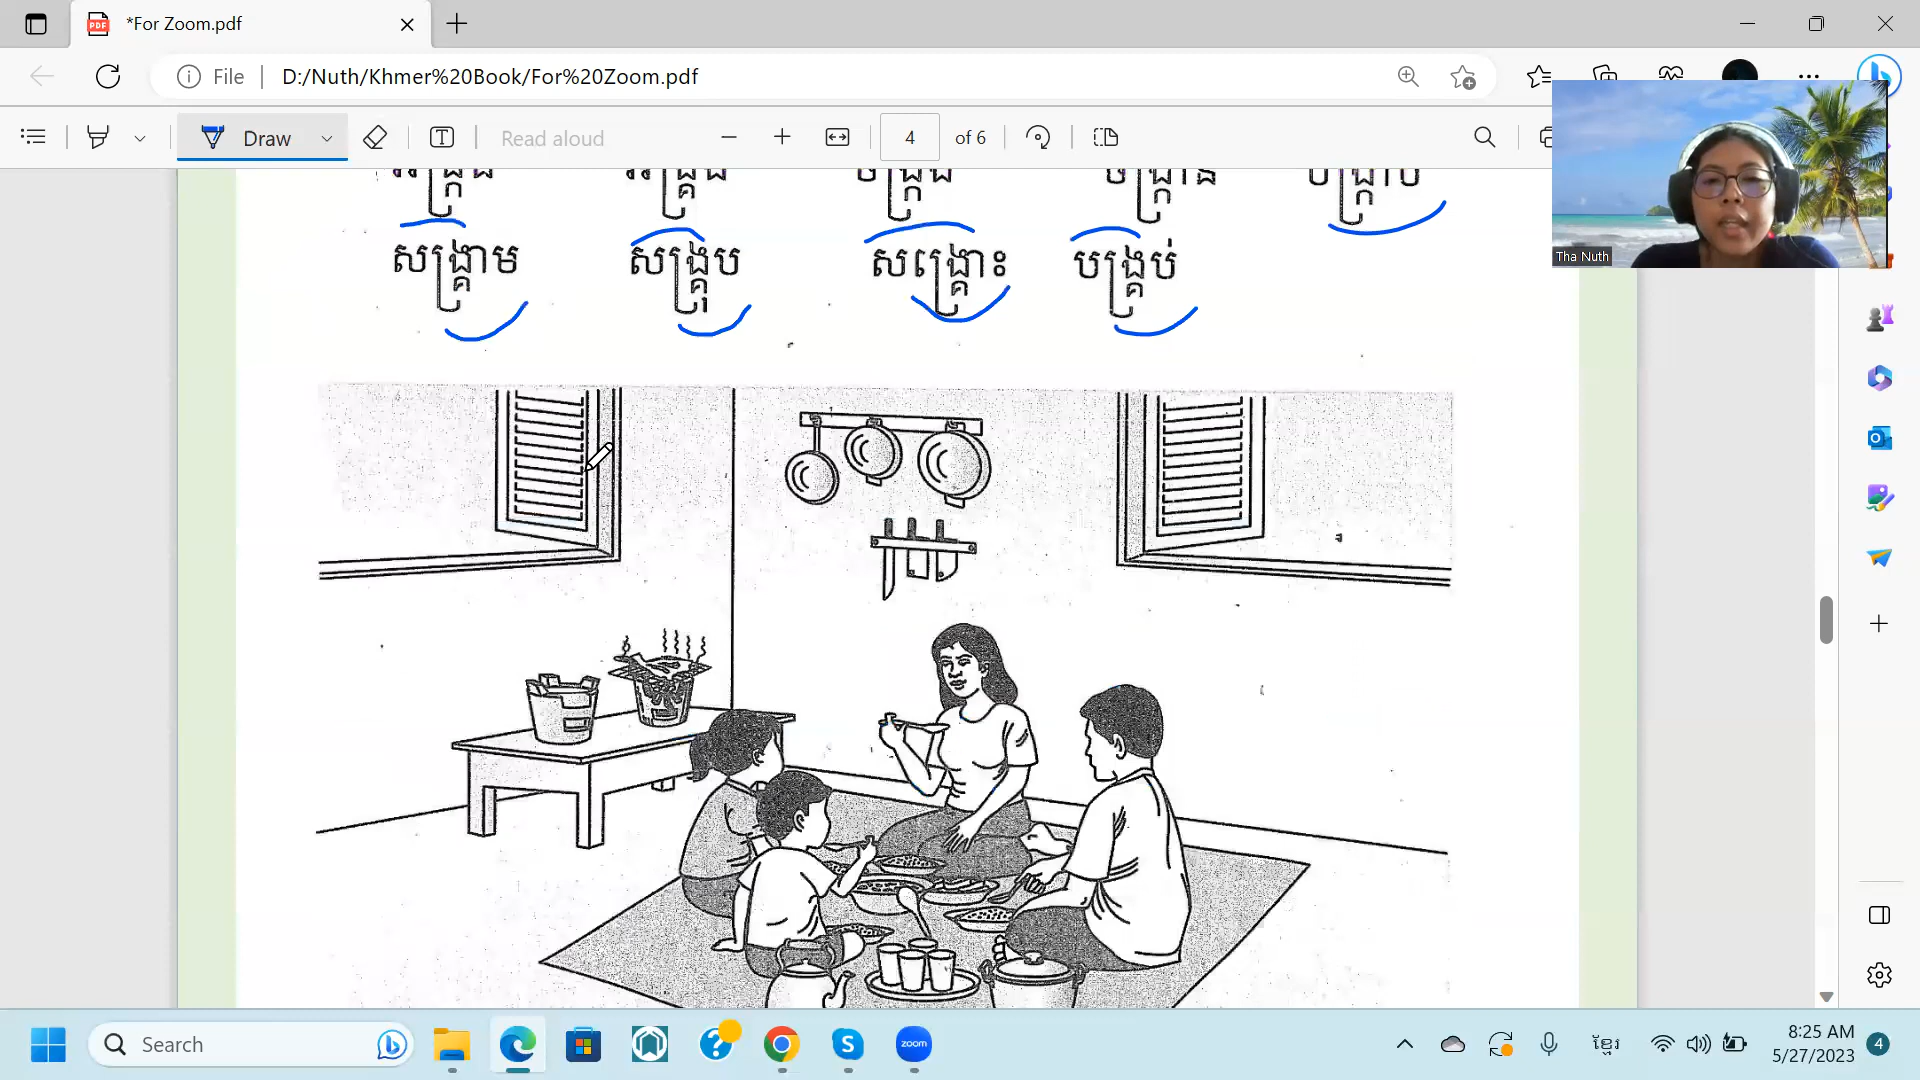 *For Zoom.pdf
File
D:/Nuth/Khmer%20Book/For%20Zoom.pdf
Draw
Read aloud
4 of 6
Tha Nuth
សង្គ្រាម សង្គ្រុប សង្គ្រោះ បង្គ្រប់
Search
zoom
ខ្មែរ
8:25 AM
5/27/2023
4